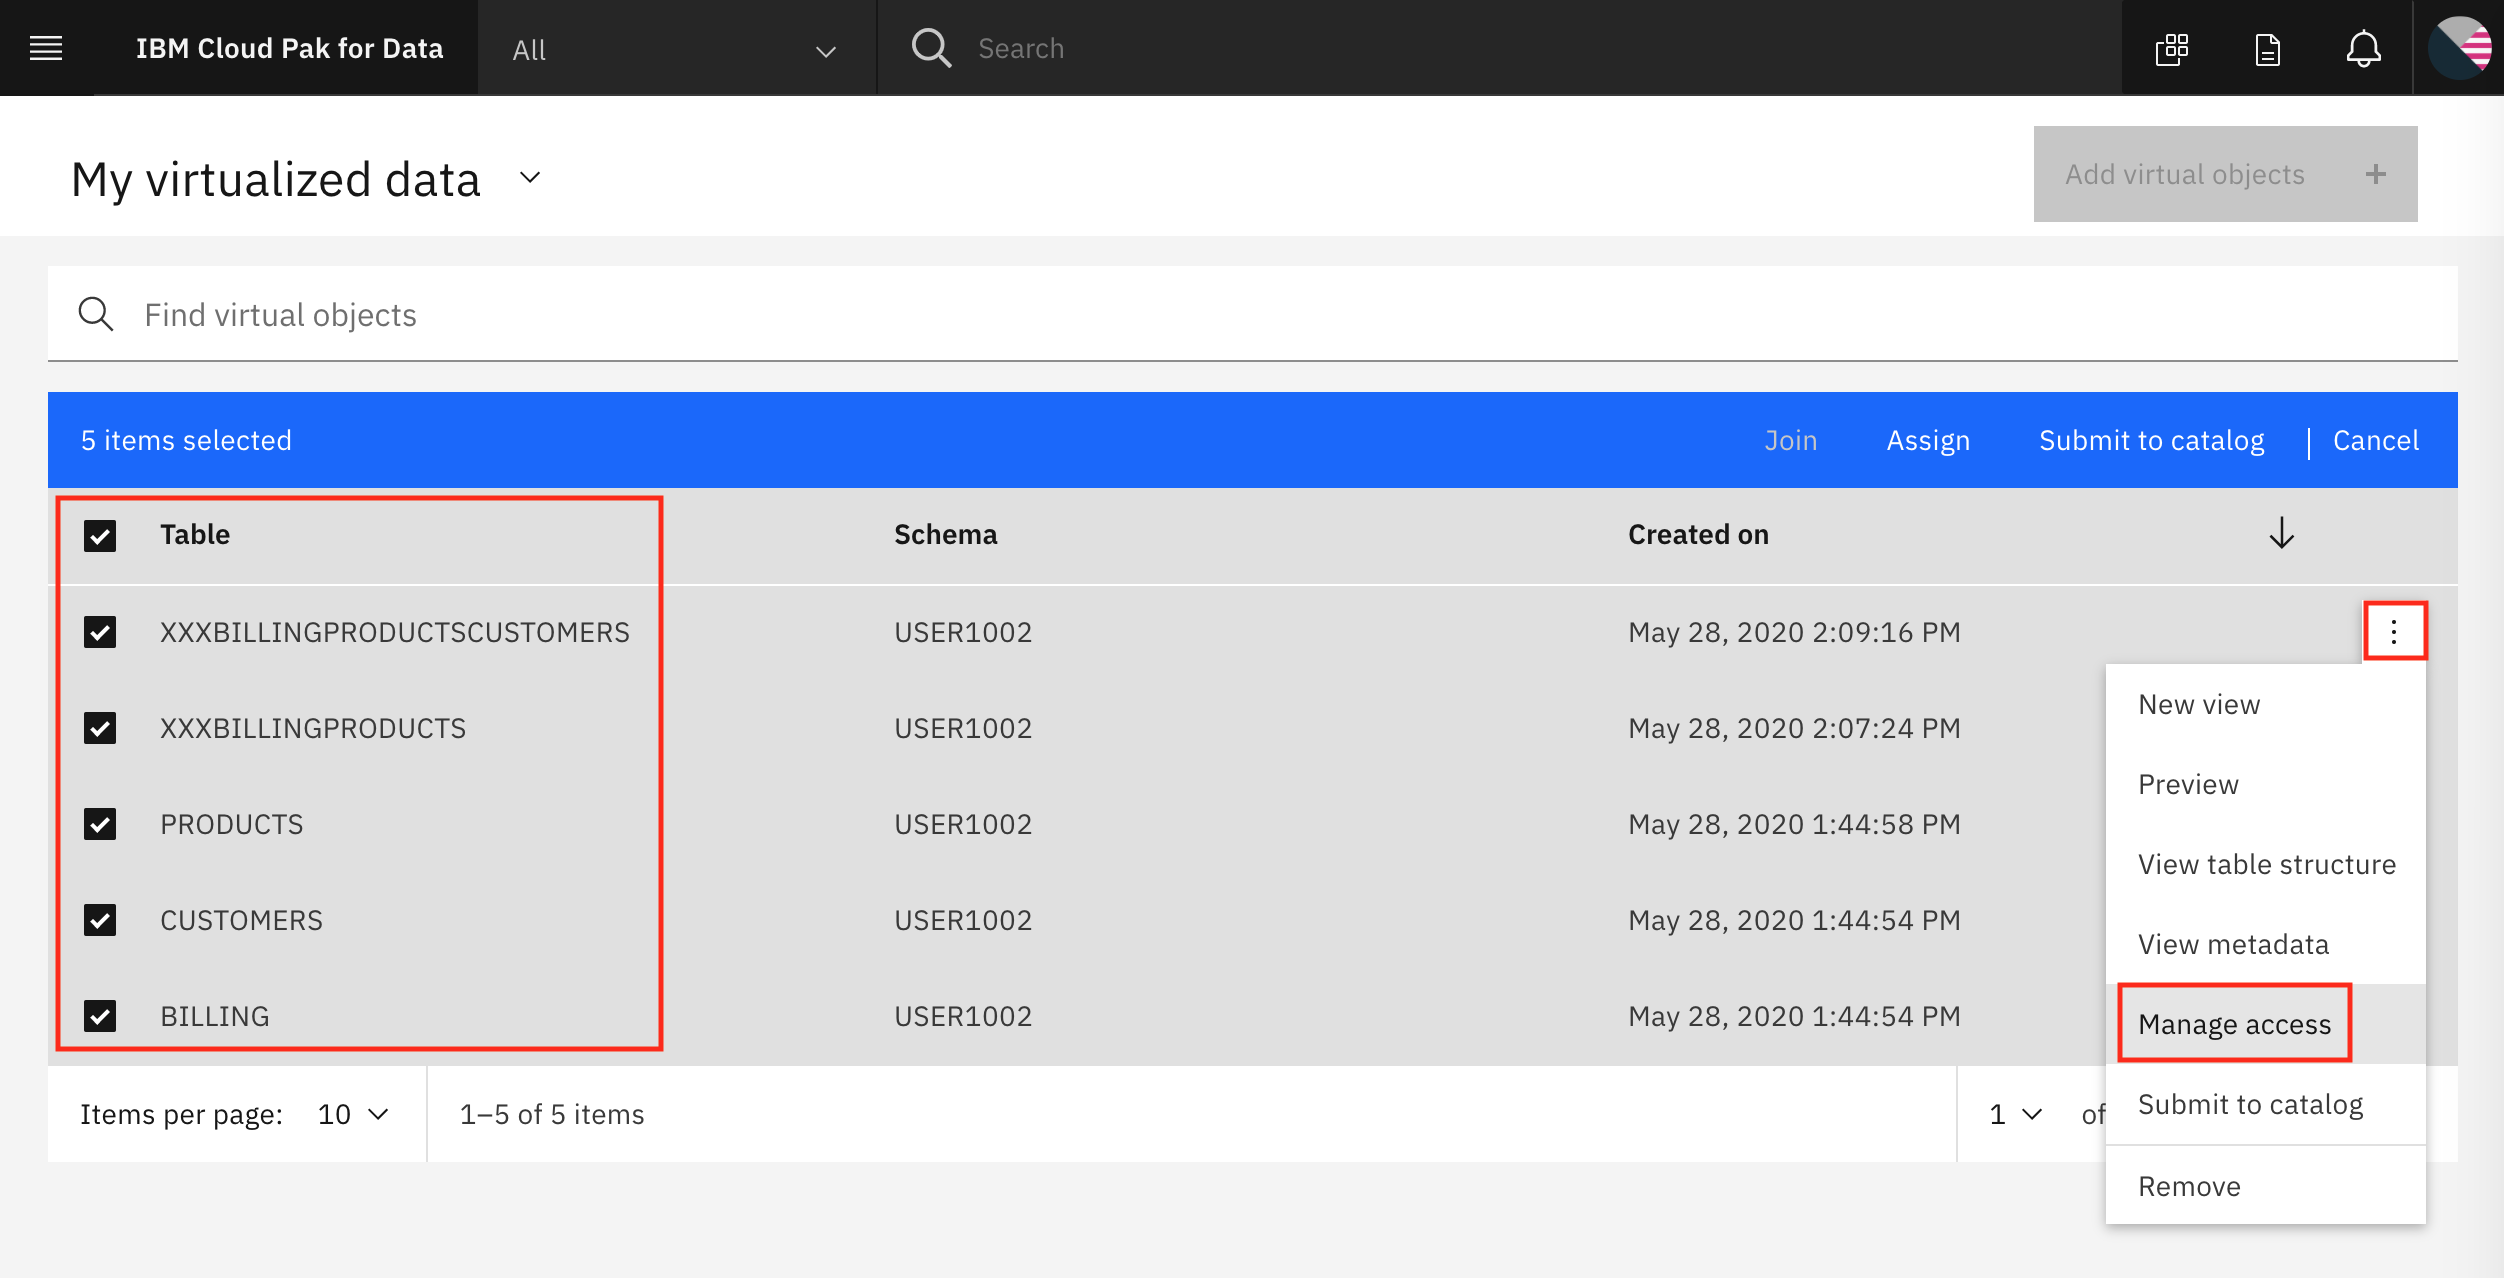 IBM Cloud Pak for Data All Search
My virtualized data Add virtual objects +
Find virtual objects
5 items selected Join Assign Submit to catalog | Cancel
Table Schema Created on
XXXBILLINGPRODUCTSCUSTOMERS USER1002 May 28, 2020 2:09:16 PM
XXXBILLINGPRODUCTS USER1002 May 28, 2020 2:07:24 PM
PRODUCTS USER1002 May 28, 2020 1:44:58 PM
CUSTOMERS USER1002 May 28, 2020 1:44:54 PM
BILLING USER1002 May 28, 2020 1:44:54 PM
New view
Preview
View table structure
View metadata
Manage access
Submit to catalog
Remove
Items per page: 10 1–5 of 5 items 1 of